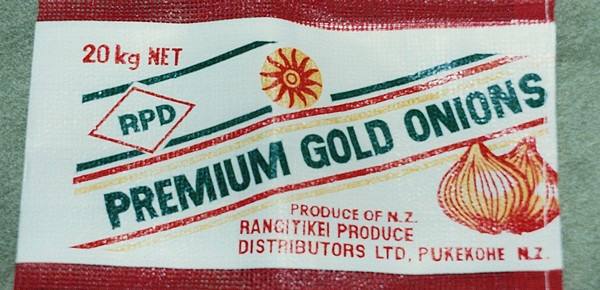 20 kg NET
RPD
PREMIUM GOLD ONIONS
PRODUCE OF N.Z.
RANGITIKEI PRODUCE
DISTRIBUTORS LTD, PUKEKOHE N.Z.